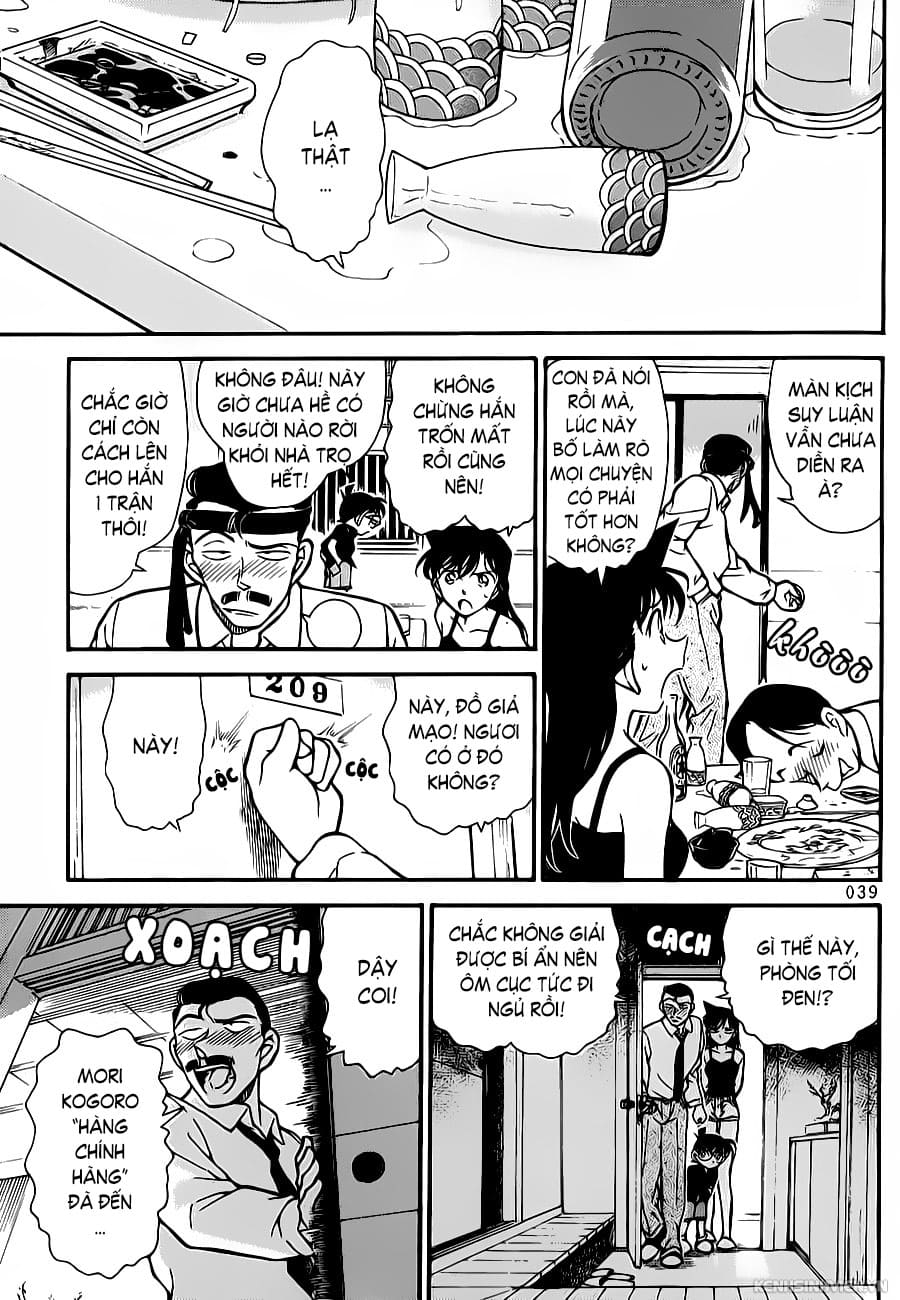 LẠ
THẬT
...
MÀN KỊCH
SUY LUẬN
VẪN CHƯA
DIỄN RA
À?
CON ĐÃ NÓI
RỒI MÀ,
LÚC NÀY
BỐ LÀM RÕ
MỌI CHUYỆN
CÓ PHẢI
TỐT HƠN
KHÔNG?
khôôô
KHÔNG
CHỪNG HẮN
TRỐN MẤT
RỒI CŨNG
NÊN!
KHÔNG ĐÂU! NÃY
GIỜ CHƯA HỀ CÓ
NGƯỜI NÀO RỜI
KHỎI NHÀ TRỌ
HẾT!
CHẮC GIỜ
CHỈ CÒN
CÁCH LÊN
CHO HẮN
1 TRẬN
THÔI!
NÀY, ĐỒ GIẢ
MẠO! NGƯƠI
CÓ Ở ĐÓ
KHÔNG?
209
CỘC
CỘC
NÀY!
039
GÌ THẾ NÀY,
PHÒNG TỐI
ĐEN!?
CẠCH
CHẮC KHÔNG GIẢI
ĐƯỢC BÍ ẨN NÊN
ÔM CỤC TỨC ĐI
NGỦ RỒI!
XOẠCH
DẬY
COI!
MORI
KOGORO
"HÀNG
CHÍNH
HÀNG"
ĐÃ ĐẾN
...
KENHSINHVIEN.VN